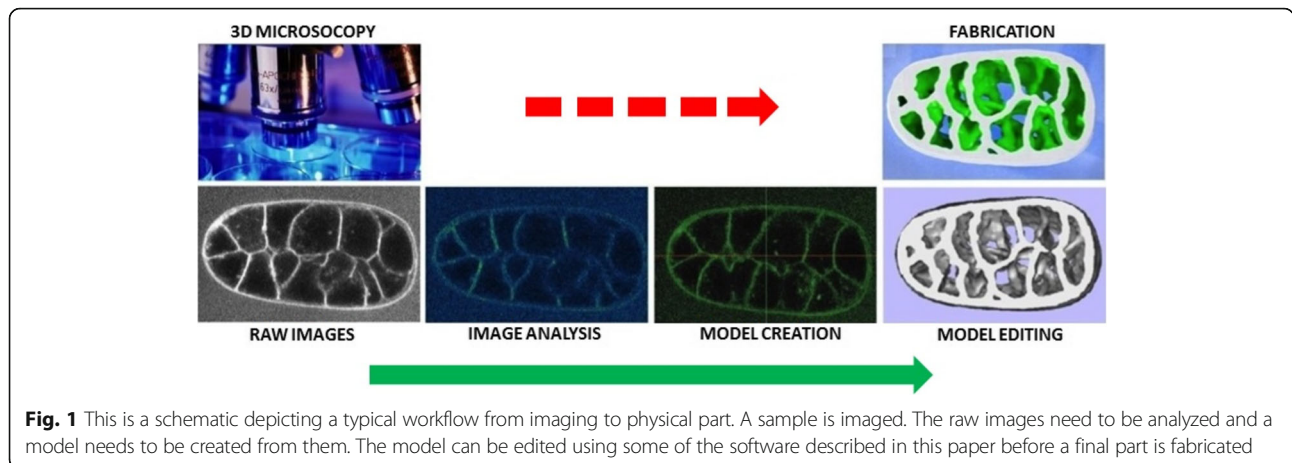 3D MICROSOCOPY
FABRICATION
-APOCHRO
63x/
RAW IMAGES
IMAGE ANALYSIS
MODEL CREATION
MODEL EDITING
Fig. 1 This is a schematic depicting a typical workflow from imaging to physical part. A sample is imaged. The raw images need to be analyzed and a
model needs to be created from them. The model can be edited using some of the software described in this paper before a final part is fabricated